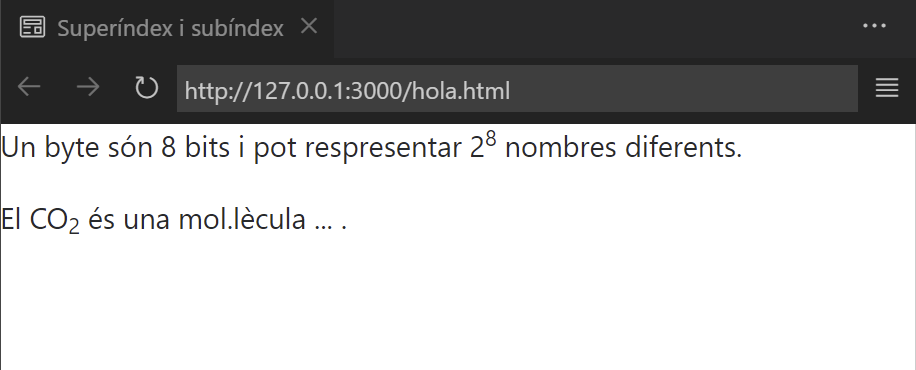 Superíndex i subíndex
http://127.0.0.1:3000/hola.html
Un byte són 8 bits i pot respresentar 2⁸ nombres diferents.
El CO₂ és una mol.lècula ... .